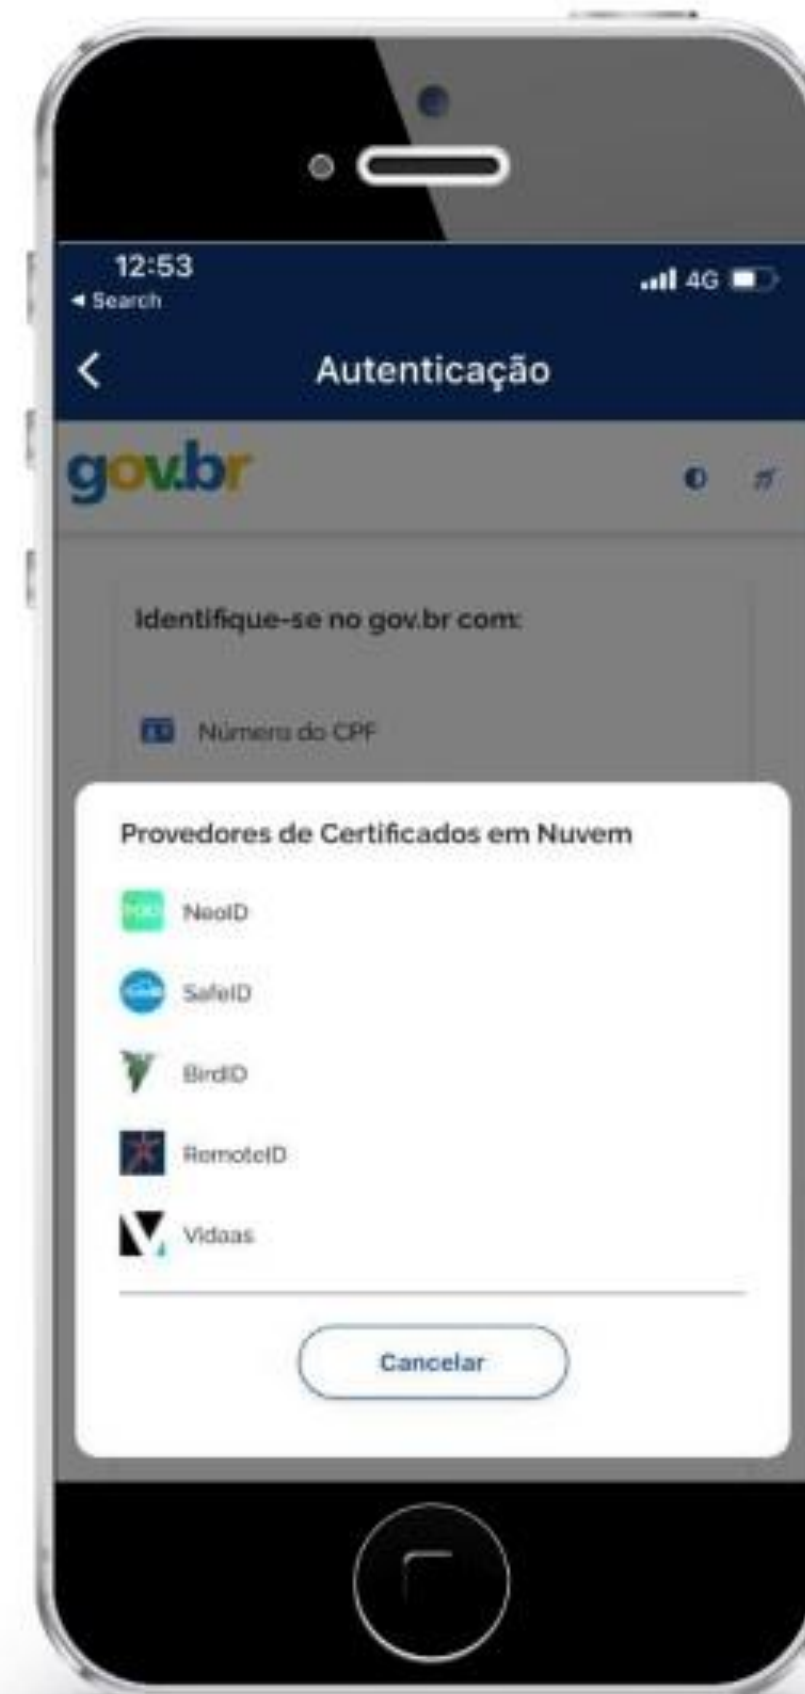 12:53
4G
◄ Search
Autenticação
gov.br
Identifique-se no gov.br com:
Número do CPF
Provedores de Certificados em Nuvem
NeoID
SafeID
BirdID
RemoteID
Vidaas
Cancelar